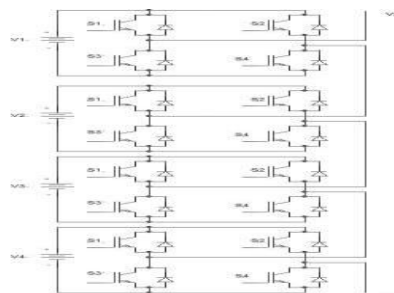 S1. S2 V
V1.
S3 S4
S1. S2
V2.
S3 S4
S1. S2
V3.
S3 S4
S1. S2
V4.
S3 S4